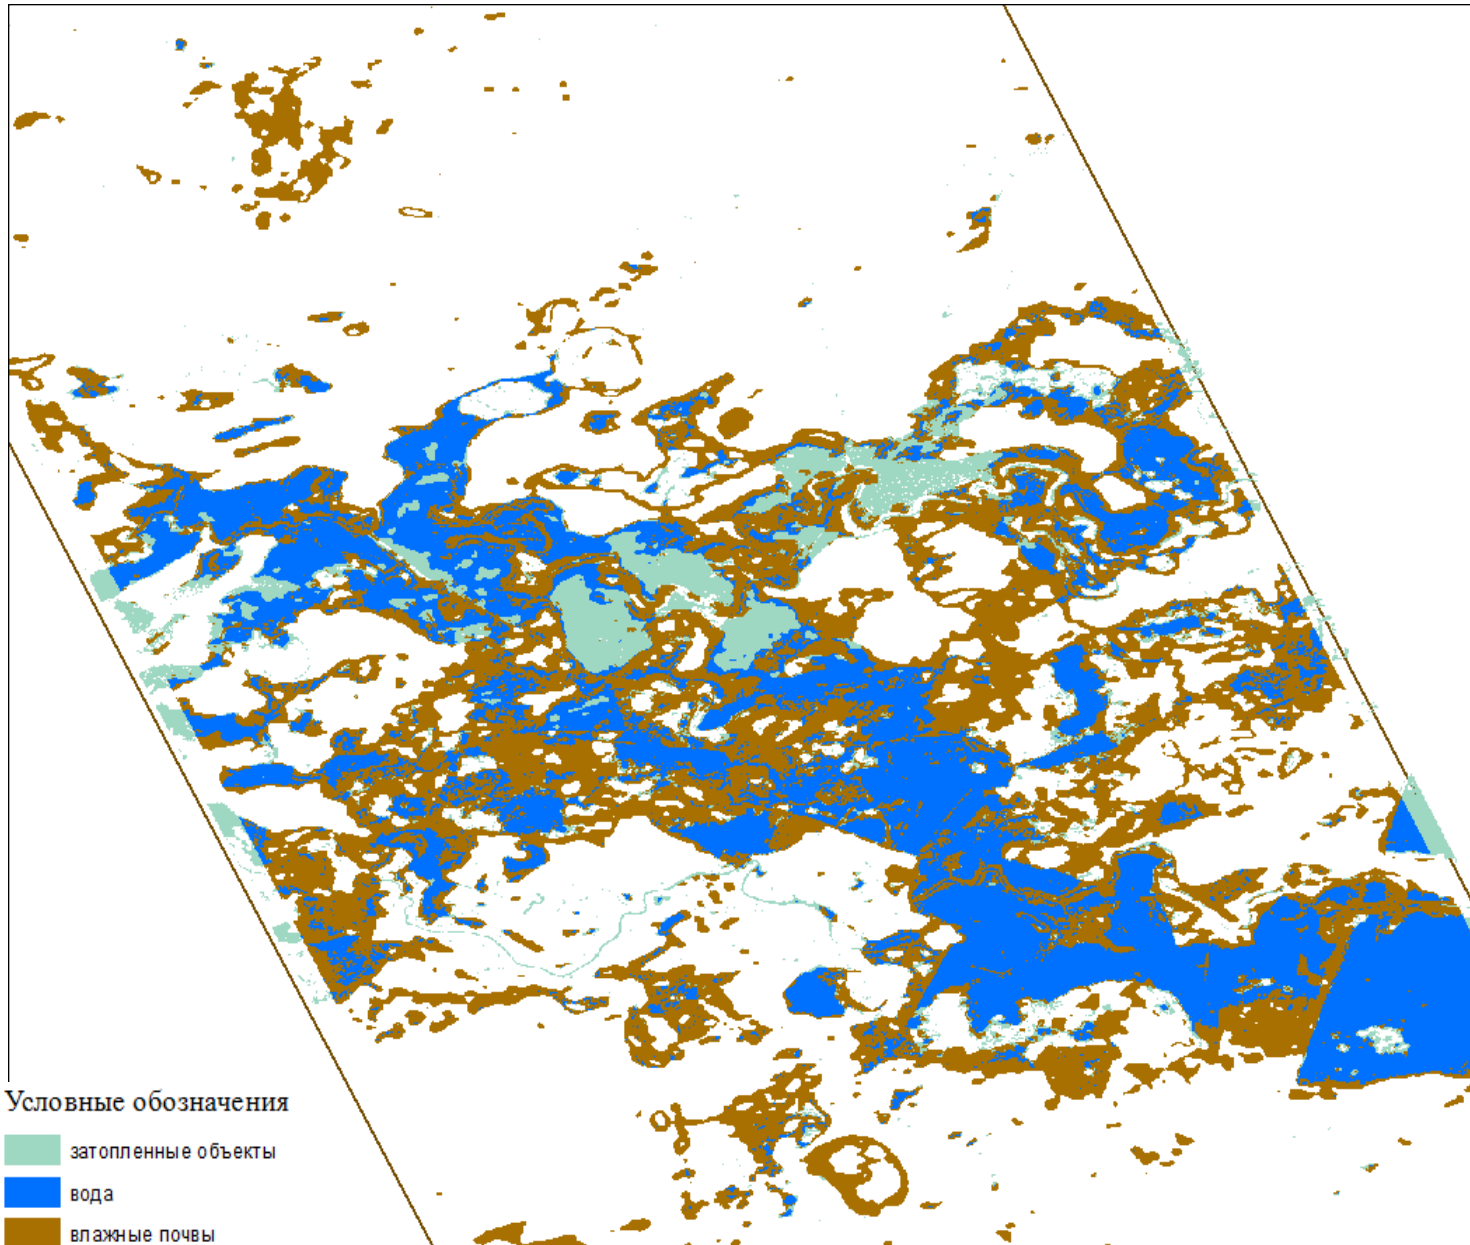 Условные обозначения
затопленные объекты
вода
влажные почвы